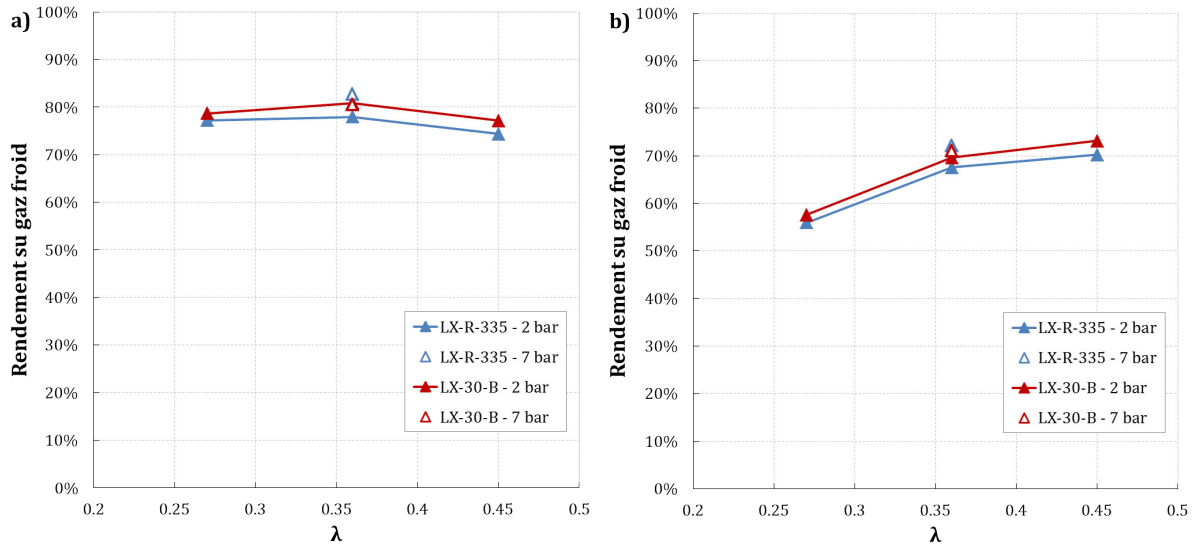 a)
Rendement su gaz froid
100%
90%
80%
70%
60%
50%
40%
30%
20%
10%
0%
0.2
0.25
0.3
0.35
0.4
0.45
0.5
λ
LX-R-335 - 2 bar
LX-R-335 - 7 bar
LX-30-B - 2 bar
LX-30-B - 7 bar
b)
Rendement su gaz froid
100%
90%
80%
70%
60%
50%
40%
30%
20%
10%
0%
0.2
0.25
0.3
0.35
0.4
0.45
0.5
λ
LX-R-335 - 2 bar
LX-R-335 - 7 bar
LX-30-B - 2 bar
LX-30-B - 7 bar